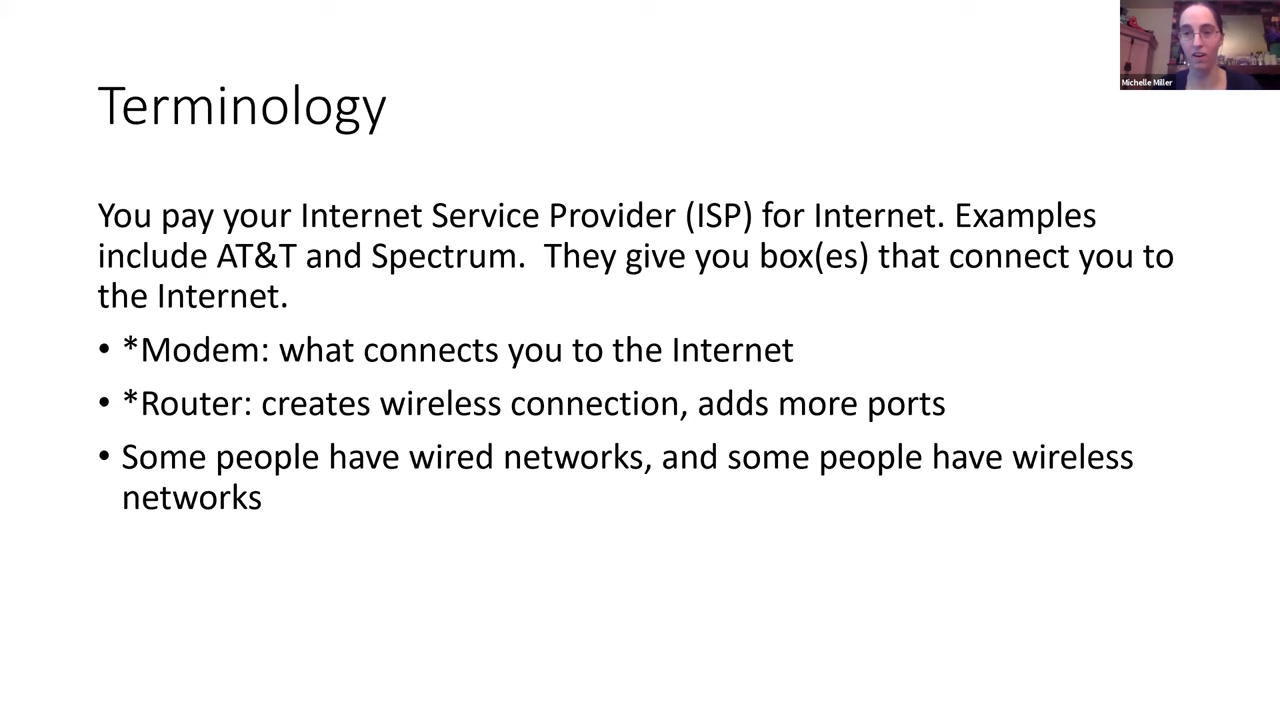 Michelle Miller
Terminology
You pay your Internet Service Provider (ISP) for Internet. Examples
include AT&T and Spectrum.  They give you box(es) that connect you to
the Internet.
• *Modem: what connects you to the Internet
• *Router: creates wireless connection, adds more ports
• Some people have wired networks, and some people have wireless
networks